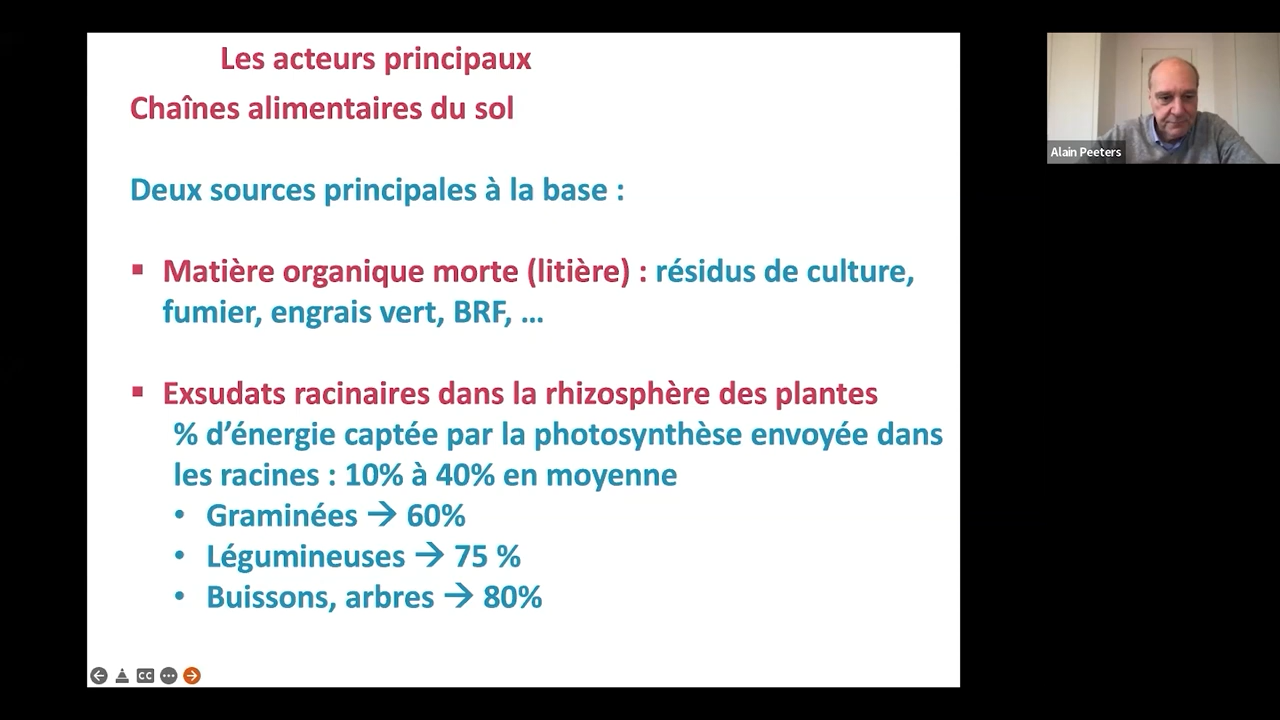 Les acteurs principaux
Chaînes alimentaires du sol
Deux sources principales à la base :
▪ Matière organique morte (litière) : résidus de culture,
fumier, engrais vert, BRF, ...
▪ Exsudats racinaires dans la rhizosphère des plantes
% d’énergie captée par la photosynthèse envoyée dans
les racines : 10% à 40% en moyenne
• Graminées → 60%
• Légumineuses → 75 %
• Buissons, arbres → 80%
CC
Alain Peeters